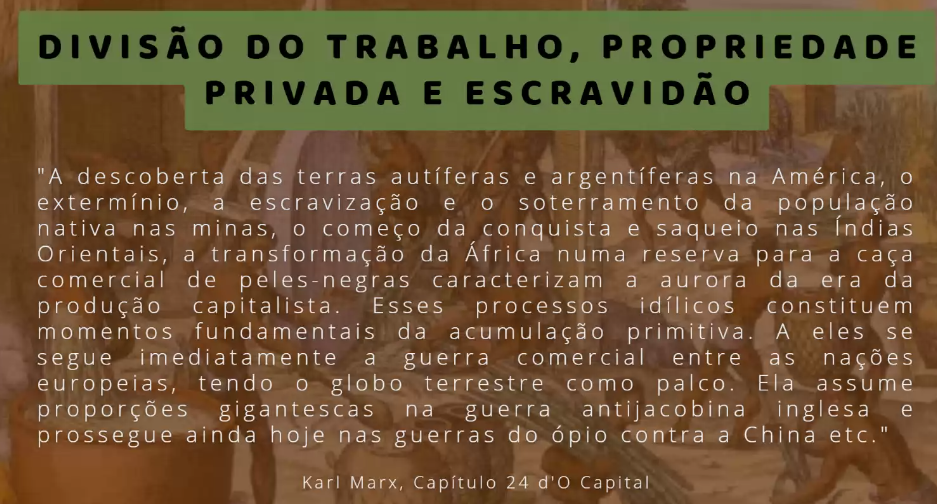 DIVISÃO DO TRABALHO, PROPRIEDADE
PRIVADA E ESCRAVIDÃO
"A descoberta das terras autíferas e argentíferas na América, o
extermínio, a escravização e o soterramento da população
nativa nas minas, o começo da conquista e saqueio nas Índias
Orientais, a transformação da África numa reserva para a caça
comercial de peles-negras caracterizam a aurora da era da
produção capitalista. Esses processos idílicos constituem
momentos fundamentais da acumulação primitiva. A eles se
segue imediatamente a guerra comercial entre as nações
europeias, tendo o globo terrestre como palco. Ela assume
proporções gigantescas na guerra antijacobina inglesa e
prossegue ainda hoje nas guerras do ópio contra a China etc."
Karl Marx, Capítulo 24 d'O Capital